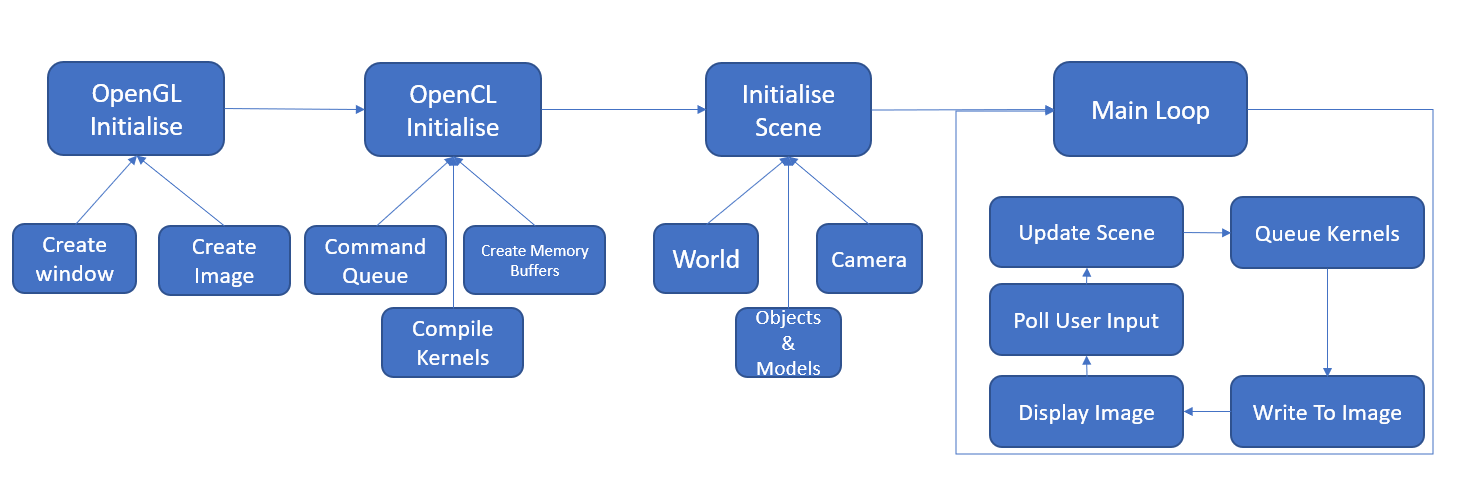 OpenGL
Initialise
OpenCL
Initialise
Initialise
Scene
Main Loop
Create
window
Create
Image
Command
Queue
Create Memory
Buffers
Compile
Kernels
World
Camera
Objects
&
Models
Update Scene
Queue Kernels
Poll User Input
Display Image
Write To Image